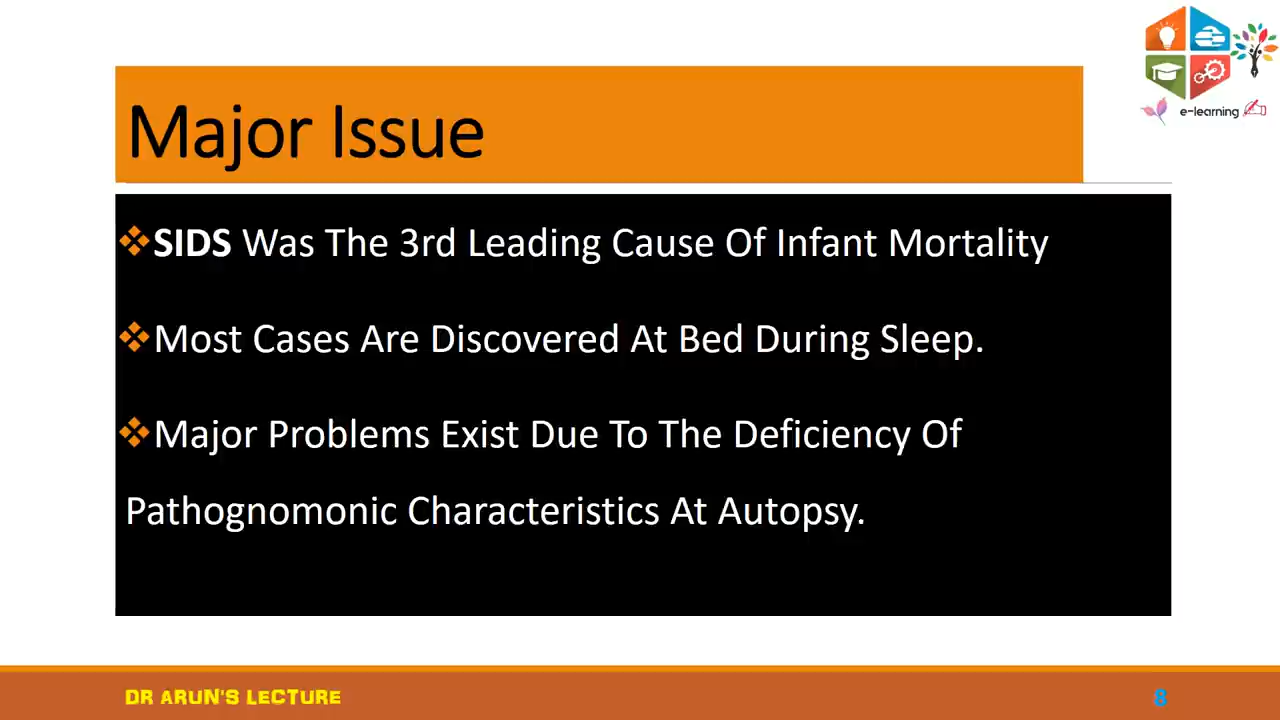 e-learning
Major Issue
SIDS Was The 3rd Leading Cause Of Infant Mortality
Most Cases Are Discovered At Bed During Sleep.
Major Problems Exist Due To The Deficiency Of
Pathognomonic Characteristics At Autopsy.
DR ARUN'S LECTURE
8